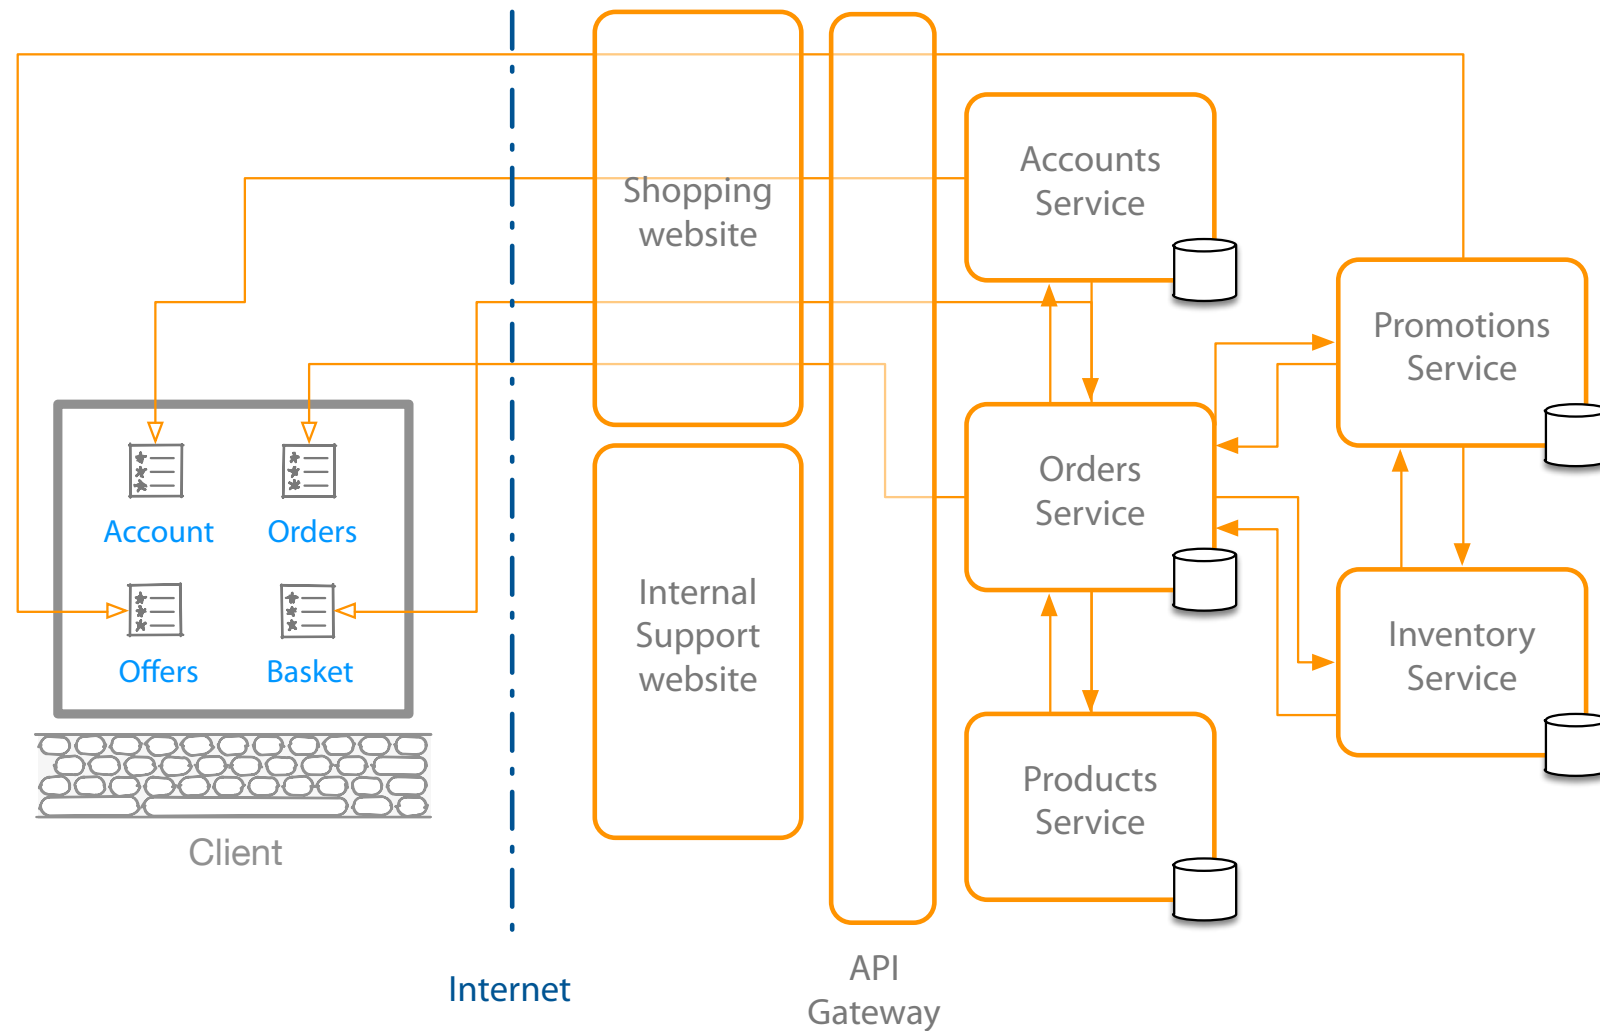 Shopping
website
Accounts
Service
Promotions
Service
Account
Orders
Offers
Basket
Client
Internet
Internal
Support
website
API
Gateway
Orders
Service
Inventory
Service
Products
Service